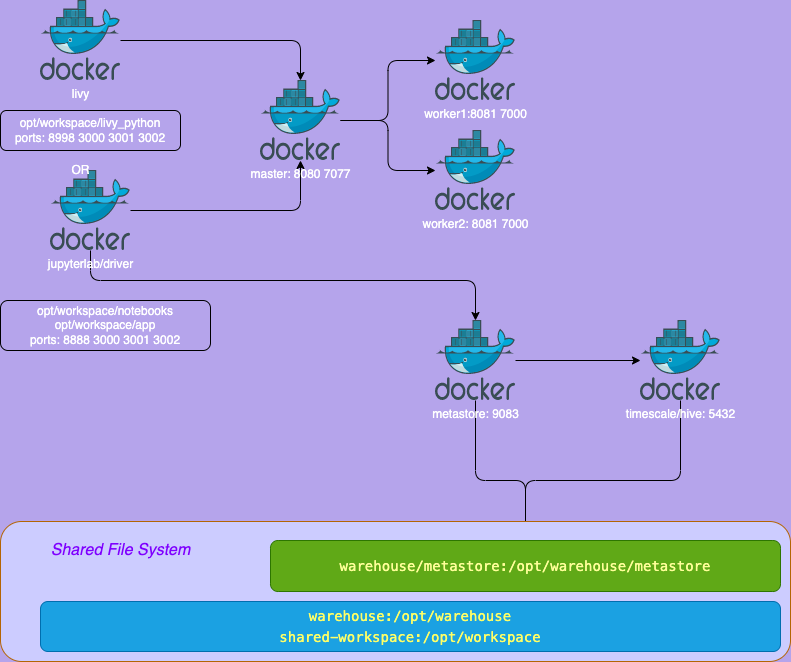 docker
livy
opt/workspace/livy_python
ports: 8998 3000 3001 3002
OR
docker
jupyterlab/driver
opt/workspace/notebooks
opt/workspace/app
ports: 8888 3000 3001 3002
docker
master: 8080 7077
docker
worker1:8081 7000
docker
worker2: 8081 7000
docker
metastore: 9083
docker
timescale/hive: 5432
Shared File System
warehouse/metastore:/opt/warehouse/metastore
warehouse:/opt/warehouse
shared-workspace:/opt/workspace